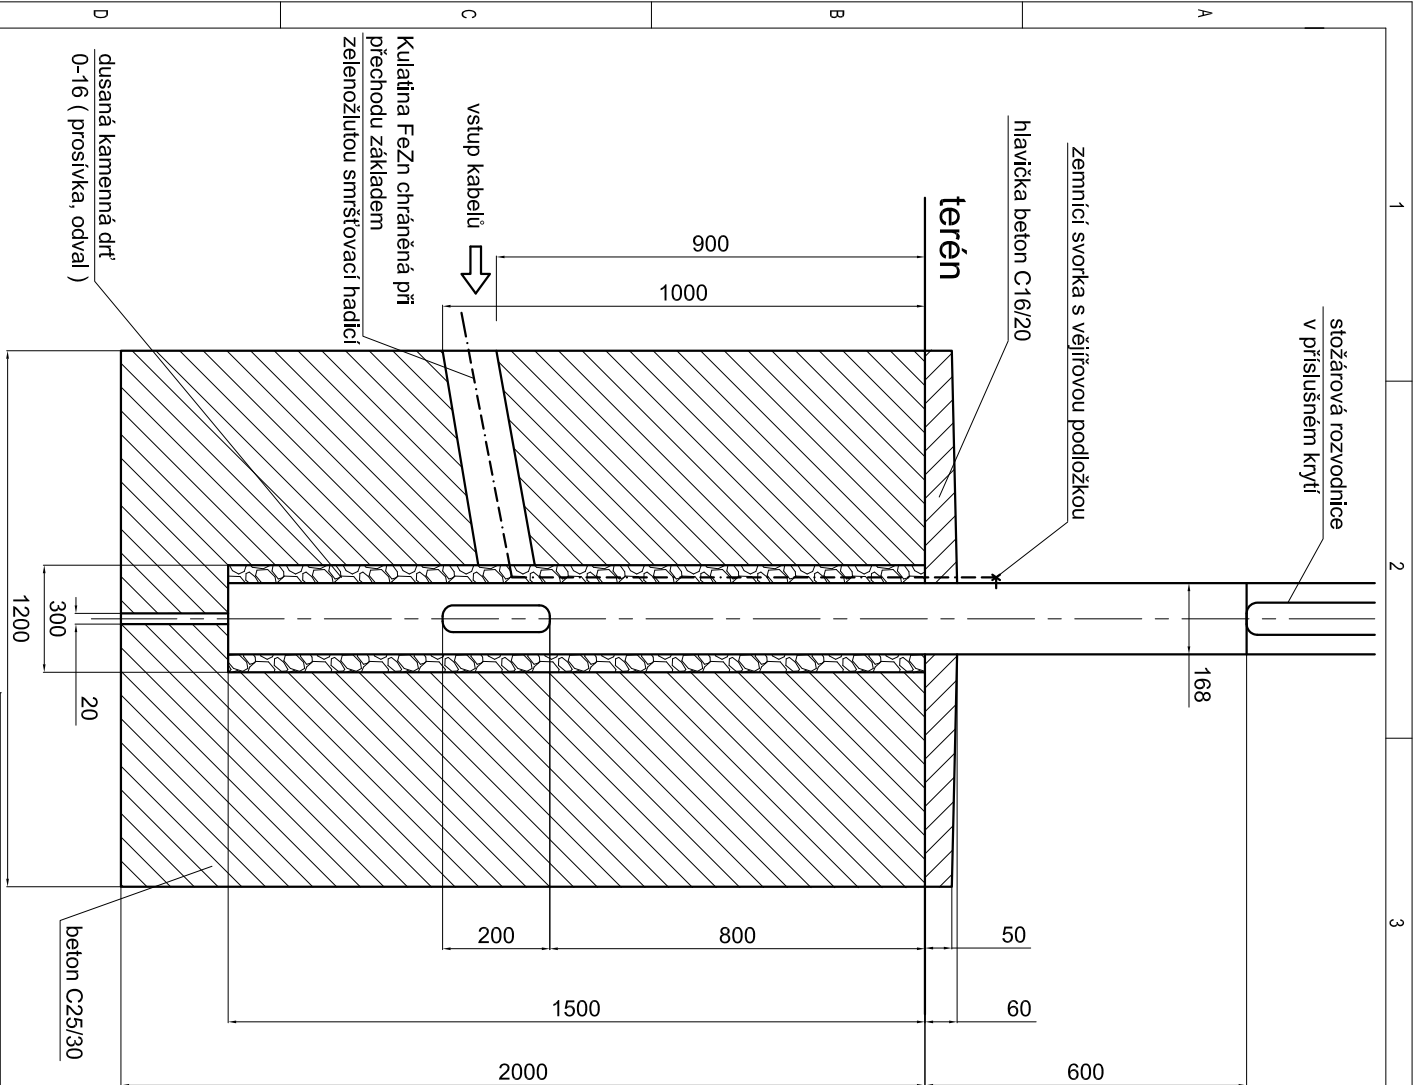 1
2
3
A
B
C
D
stožárová rozvodnice
v příslušném krytí
zemnící svorka s vějířovou podložkou
hlavička beton C16/20
terén
vstup kabelů
Kulatina FeZn chráněná při
přechodu základem
zelenožlutou smršťovací hadicí
dusaná kamenná drť
0-16 ( prosívka, odval )
beton C25/30
900
1000
168
300
1200
20
200
800
50
1500
60
2000
600